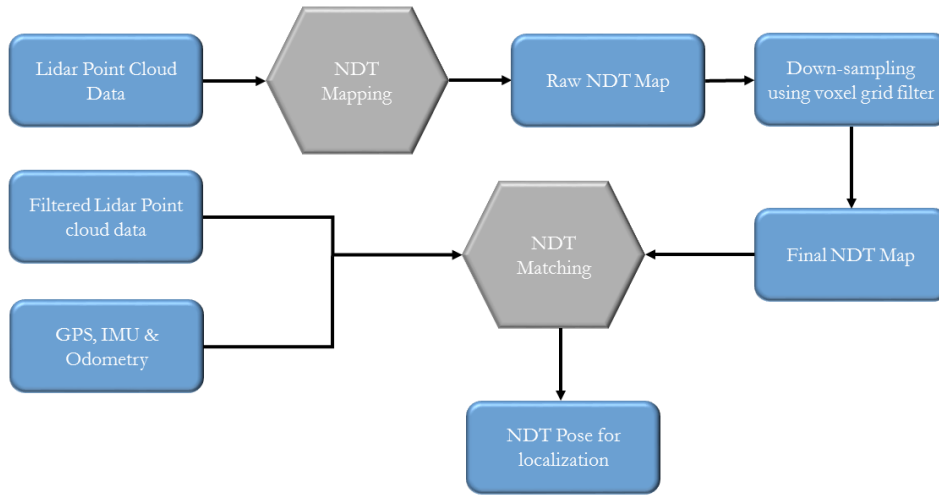 Lidar Point Cloud
Data
NDT
Mapping
Raw NDT Map
Down-sampling
using voxel grid filter
Filtered Lidar Point
cloud data
NDT
Matching
Final NDT Map
GPS, IMU &
Odometry
NDT Pose for
localization